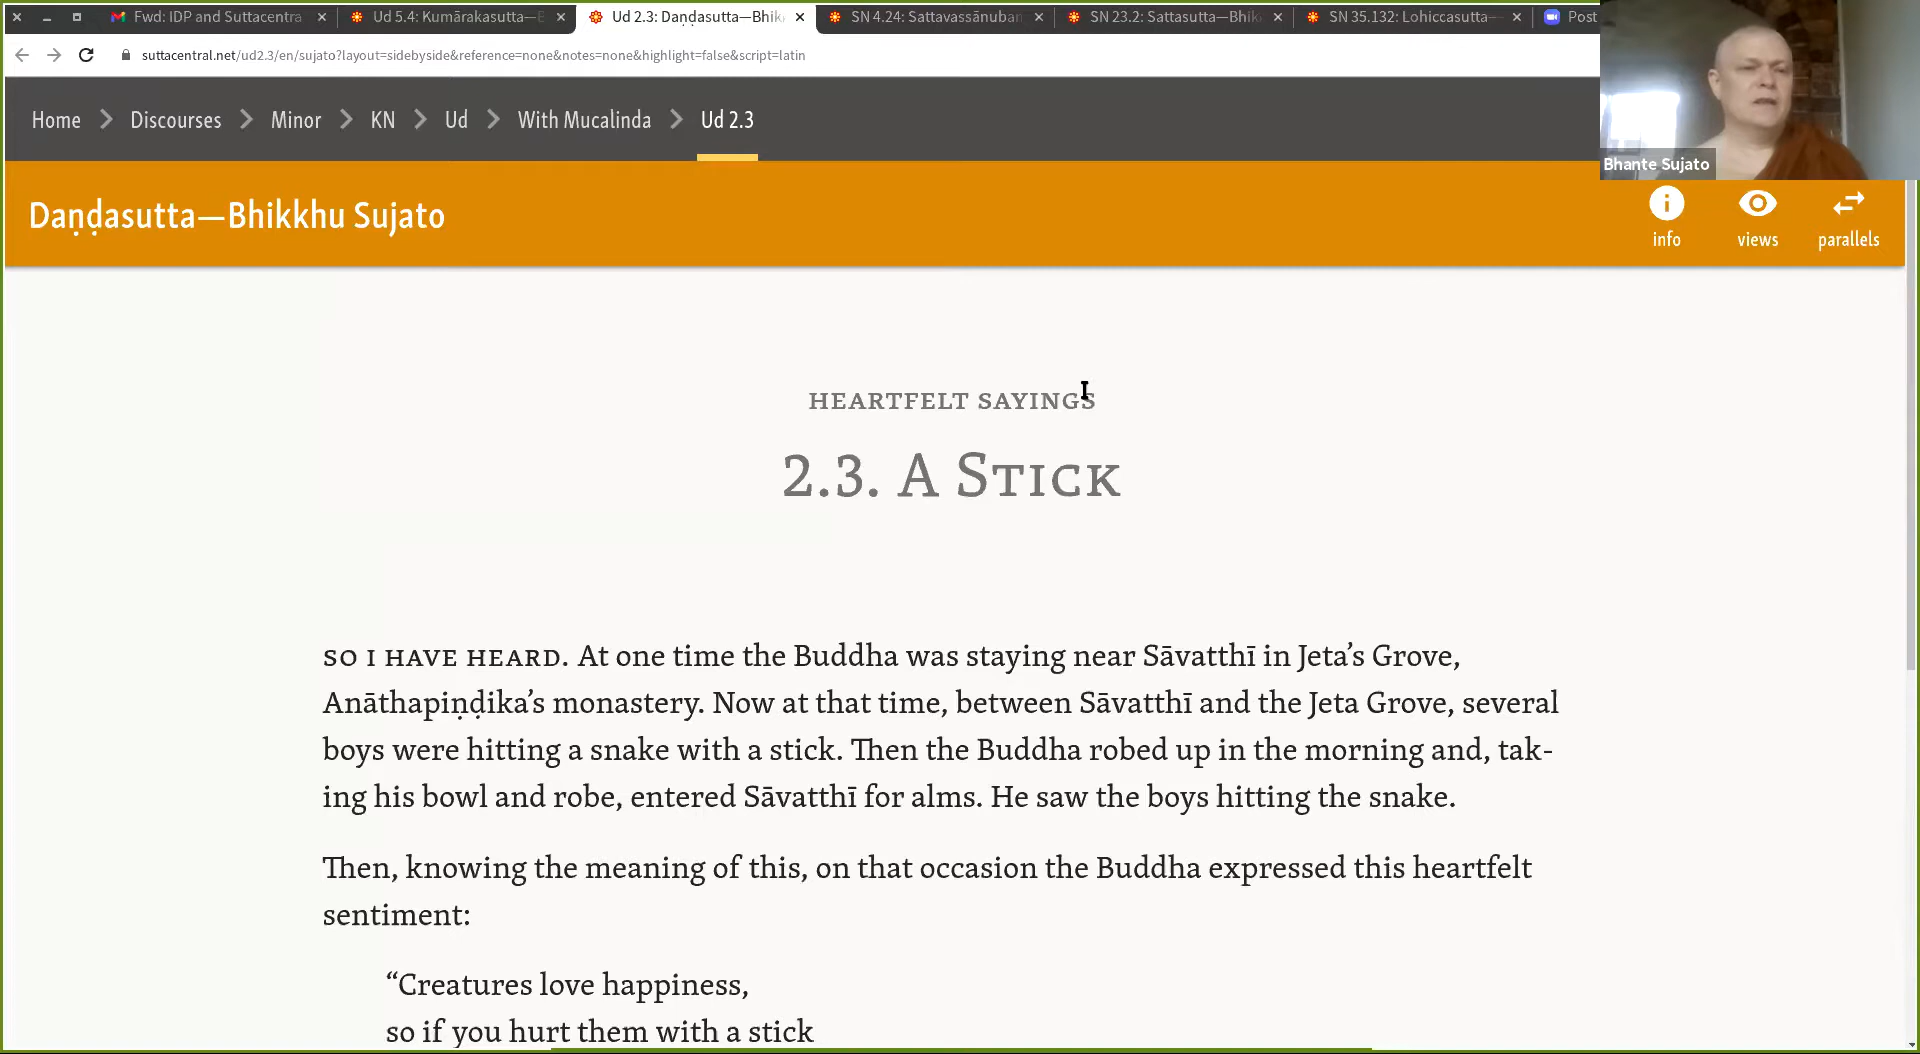 Fwd: IDP and Suttacentra
Ud 5.4: Kumārakasutta—
Ud 2.3: Daṇḍasutta—Bhik
SN 4.24: Sattavassānuban
SN 23.2: Sattasutta—Bhik
SN 35.132: Lohiccasutta—
Post
suttacentral.net/ud2.3/en/sujato?layout=sidebyside&reference=none&notes=none&highlight=false&script=latin
Home Discourses Minor KN Ud With Mucalinda Ud 2.3
Bhante Sujato
Daṇḍasutta—Bhikkhu Sujato
info
views
parallels
HEARTFELT SAYINGS
2.3. A STICK
SO I HAVE HEARD. At one time the Buddha was staying near Sāvatthī in Jeta’s Grove,
Anāthapiṇḍika’s monastery. Now at that time, between Sāvatthī and the Jeta Grove, several
boys were hitting a snake with a stick. Then the Buddha robed up in the morning and, tak-
ing his bowl and robe, entered Sāvatthī for alms. He saw the boys hitting the snake.
Then, knowing the meaning of this, on that occasion the Buddha expressed this heartfelt
sentiment:
“Creatures love happiness,
so if you hurt them with a stick